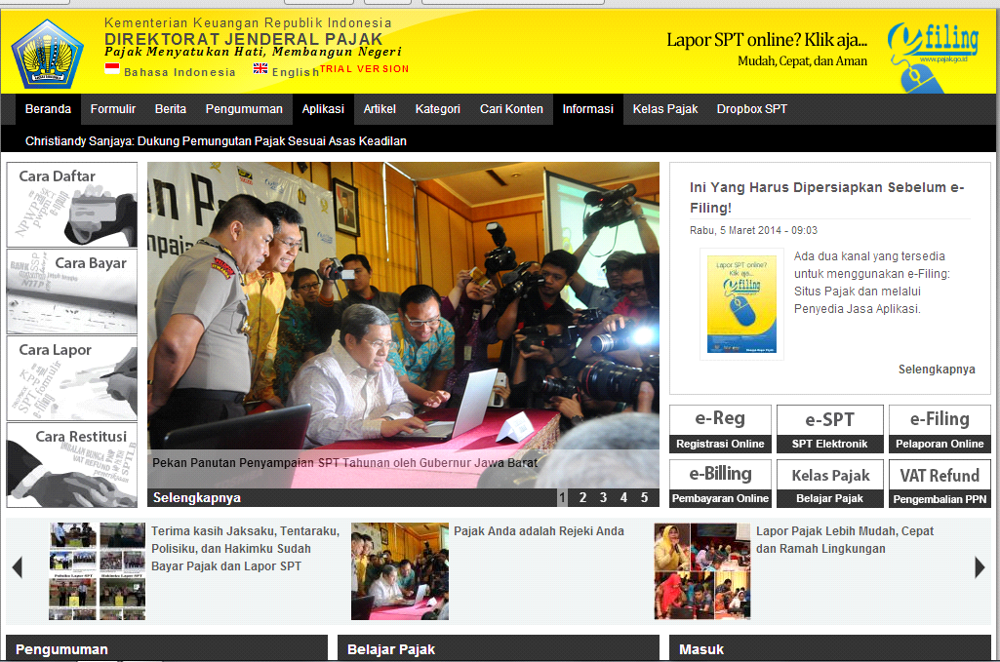 Kementerian Keuangan Republik Indonesia
DIREKTORAT JENDERAL PAJAK
Pajak Menyatukan Hati, Membangun Negeri
Bahasa Indonesia English TRIAL VERSION
Lapor SPT online? Klik aja...
Mudah, Cepat, dan Aman
efiling
www.pajak.go.id
Beranda Formulir Berita Pengumuman Aplikasi Artikel Kategori Cari Konten Informasi Kelas Pajak Dropbox SPT
Christiandy Sanjaya: Dukung Pemungutan Pajak Sesuai Asas Keadilan
Cara Daftar
Cara Bayar
Cara Lapor
Cara Restitusi
VAT REFUND
Pekan Panutan Penyampaian SPT Tahunan oleh Gubernur Jawa Barat
Selengkapnya 1 2 3 4 5
Ini Yang Harus Dipersiapkan Sebelum e-
Filing!
Rabu, 5 Maret 2014 - 09:03
Lapor SPT online?
Klik aja...
efiling
Ada dua kanal yang tersedia
untuk menggunakan e-Filing:
Situs Pajak dan melalui
Penyedia Jasa Aplikasi.
Selengkapnya
e-Reg
Registrasi Online
e-SPT
SPT Elektronik
e-Filing
Pelaporan Online
e-Billing
Pembayaran Online
Kelas Pajak
Belajar Pajak
VAT Refund
Pengembalian PPN
Terima kasih Jaksaku, Tentaraku,
Polisiku, dan Hakimku Sudah
Bayar Pajak dan Lapor SPT
Pajak Anda adalah Rejeki Anda
Lapor Pajak Lebih Mudah, Cepat
dan Ramah Lingkungan
Pengumuman
Belajar Pajak
Masuk